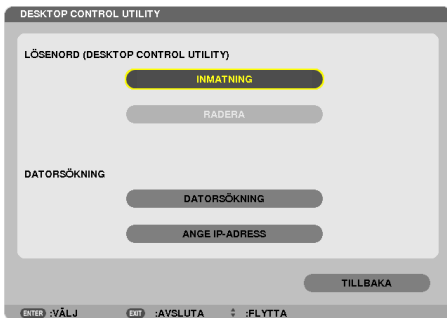 DESKTOP CONTROL UTILITY
LÖSENORD (DESKTOP CONTROL UTILITY)
INMATNING
RADERA
DATORSÖKNING
DATORSÖKNING
ANGE IP-ADRESS
TILLBAKA
ENTER :VÄLJ EXIT :AVSLUTA :FLYTTA